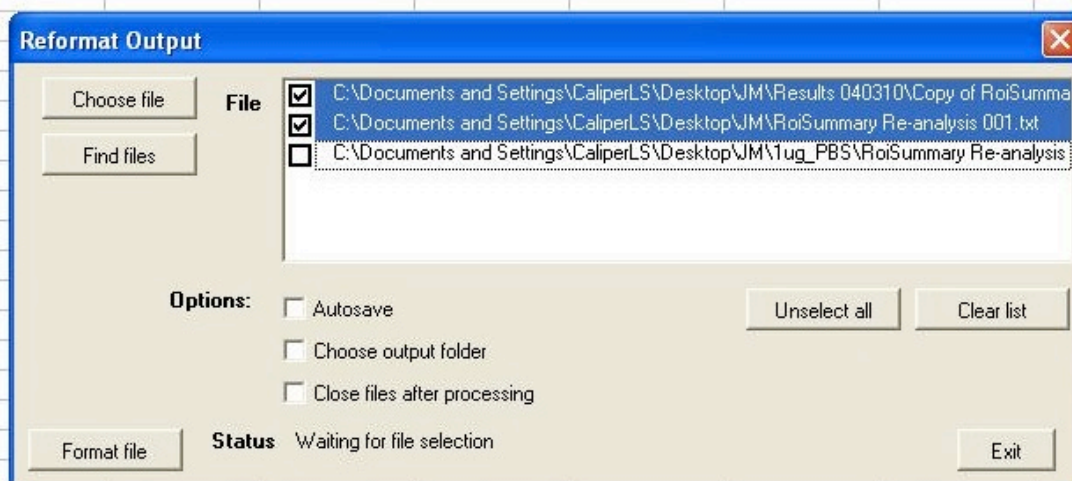 Reformat Output
Choose file
File
C:\Documents and Settings\CaliperLS\Desktop\JM\Results 040310\Copy of RoiSumma
C:\Documents and Settings\CaliperLS\Desktop\JM\RoiSummary Re-analysis 001.txt
Find files
C:\Documents and Settings\CaliperLS\Desktop\JM\1ug_PBS\RoiSummary Re-analysis
Options:
Autosave
Unselect all
Clear list
Choose output folder
Close files after processing
Format file
Status Waiting for file selection
Exit